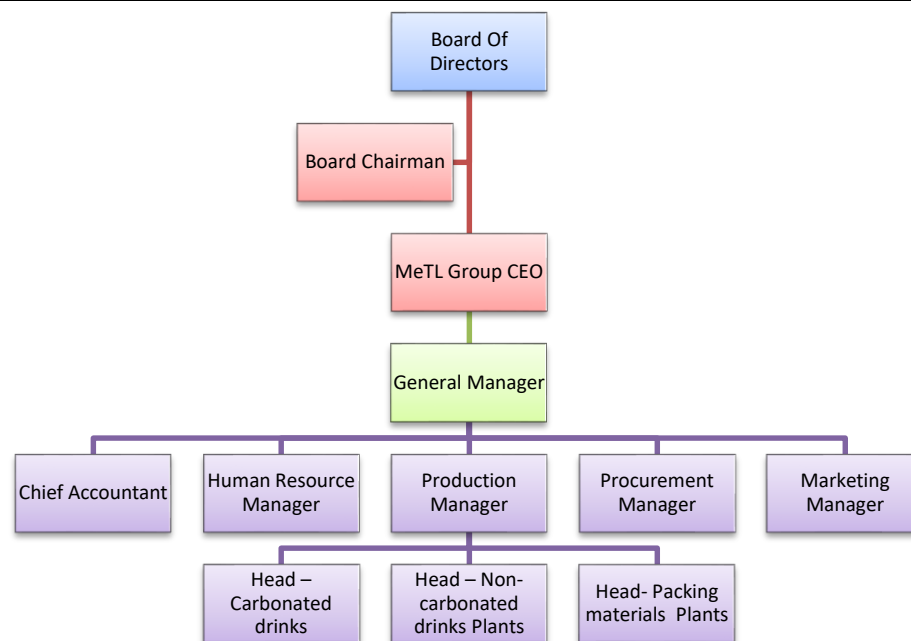 Board Of
Directors
Board Chairman
MeTL Group CEO
General Manager
Chief Accountant
Human Resource
Manager
Production
Manager
Procurement
Manager
Marketing
Manager
Head –
Carbonated
drinks
Head – Non-
carbonated
drinks Plants
Head- Packing
materials  Plants